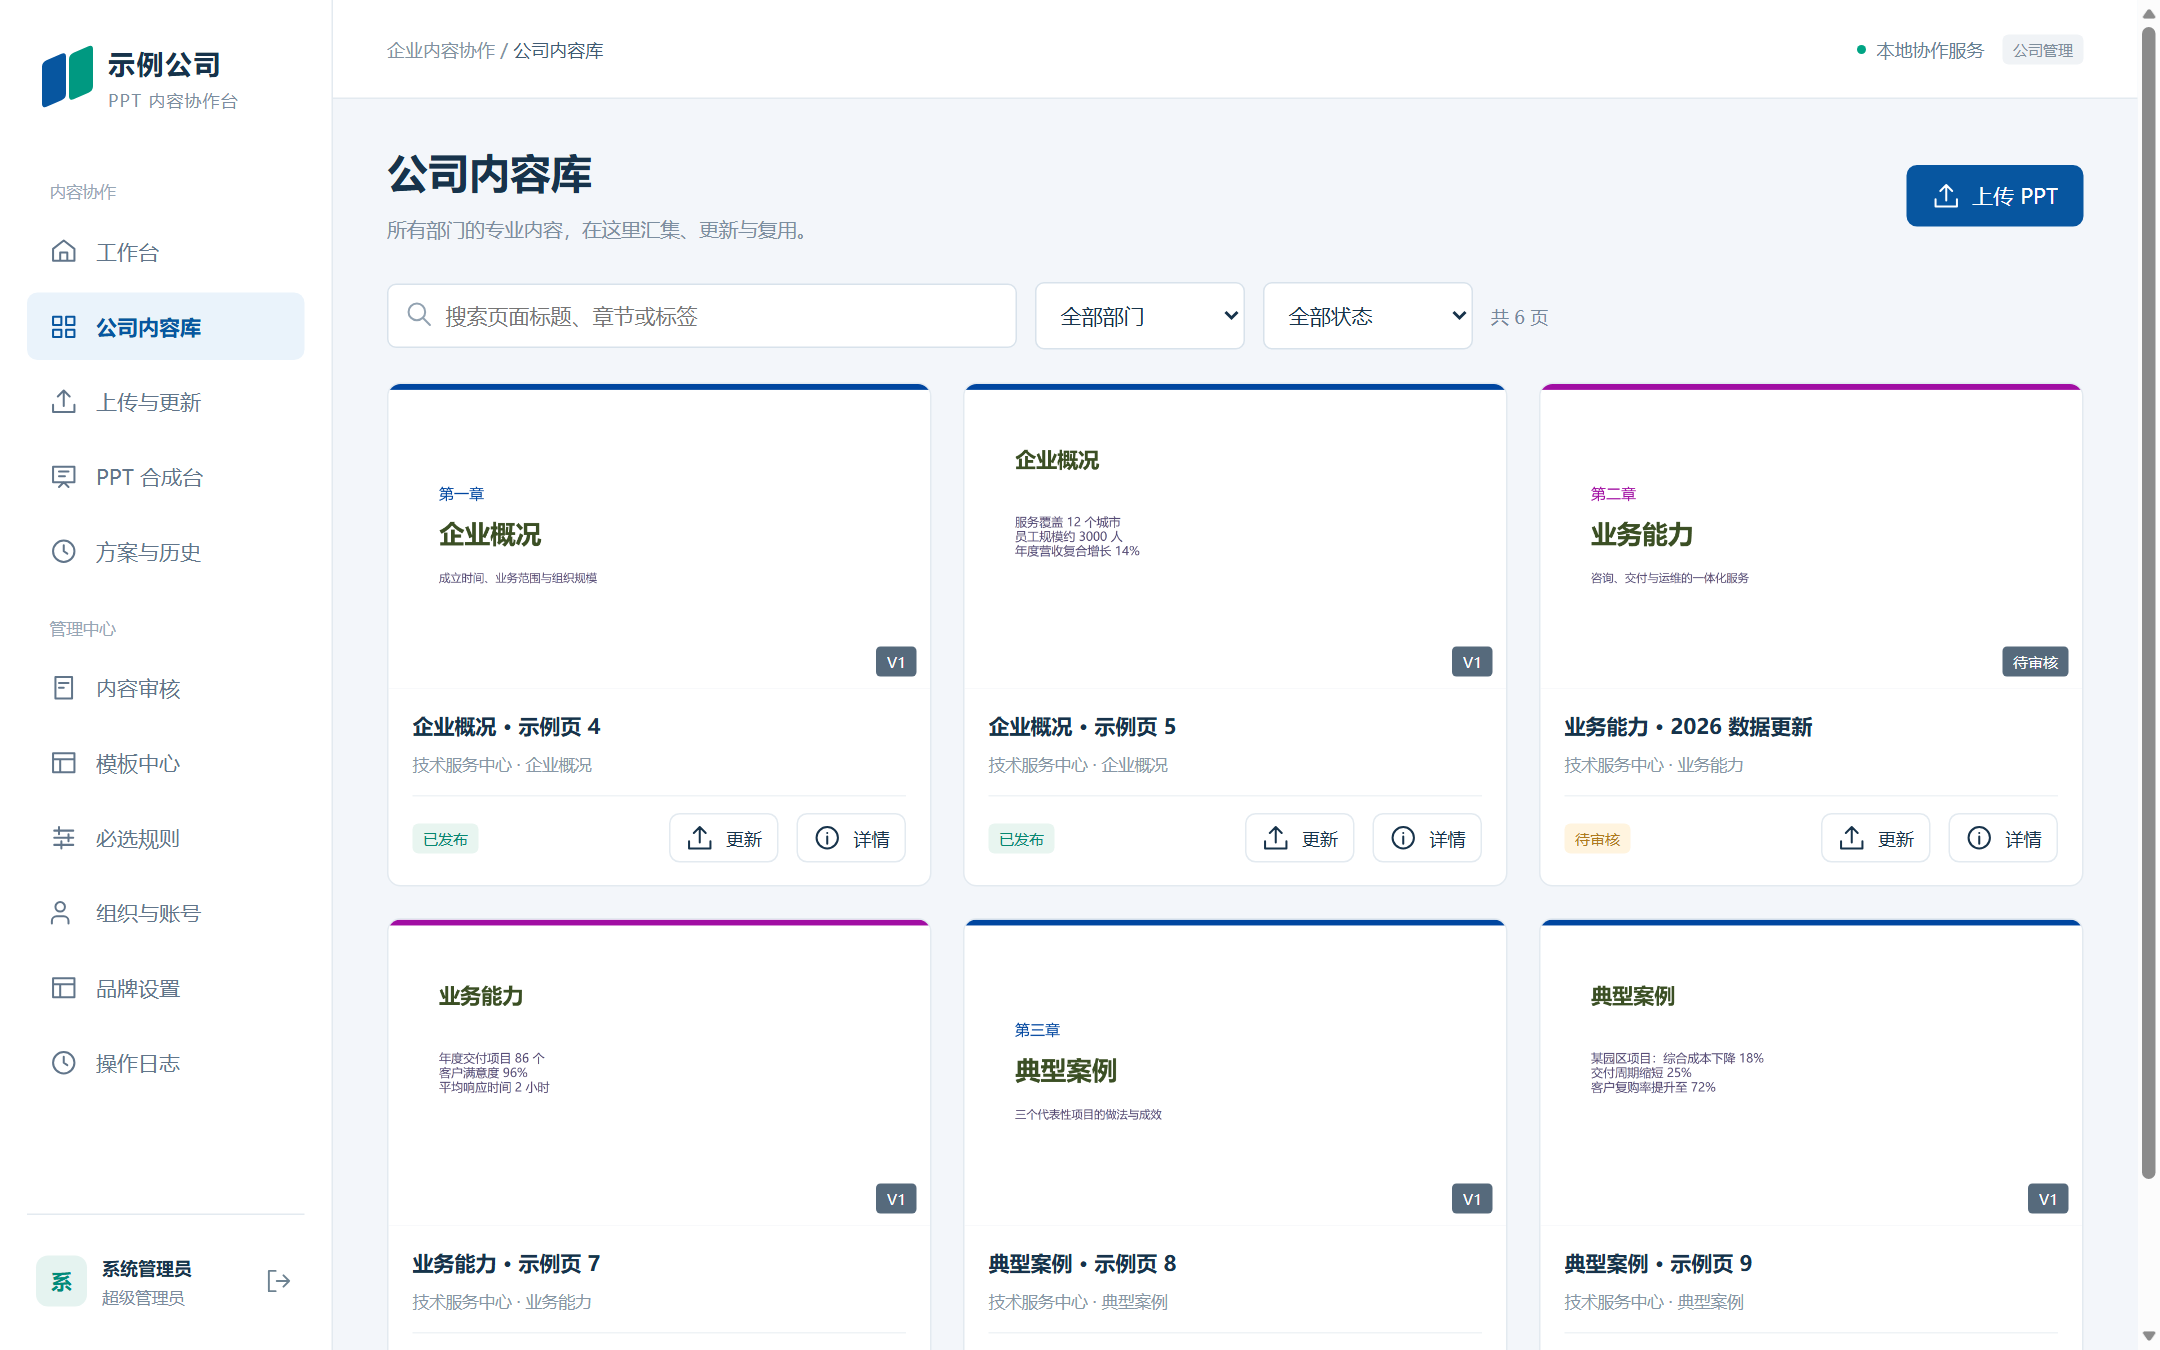 示例公司
PPT 内容协作台
内容协作
工作台
公司内容库
上传与更新
PPT 合成台
方案与历史
管理中心
内容审核
模板中心
必选规则
组织与账号
品牌设置
操作日志
系
系统管理员
超级管理员
企业内容协作 / 公司内容库
本地协作服务
公司管理
公司内容库
所有部门的专业内容，在这里汇集、更新与复用。
上传 PPT
搜索页面标题、章节或标签
全部部门
全部状态
共 6 页
第一章
企业概况
成立时间、业务范围与组织规模
V1
企业概况 • 示例页 4
技术服务中心 · 企业概况
已发布
更新
详情
企业概况
服务覆盖 12 个城市
员工规模约 3000 人
年度营收复合增长 14%
V1
企业概况 • 示例页 5
技术服务中心 · 企业概况
已发布
更新
详情
第二章
业务能力
咨询、交付与运维的一体化服务
待审核
业务能力 • 2026 数据更新
技术服务中心 · 业务能力
待审核
更新
详情
业务能力
年度交付项目 86 个
客户满意度 96%
平均响应时间 2 小时
V1
业务能力 • 示例页 7
技术服务中心 · 业务能力
第三章
典型案例
三个代表性项目的做法与成效
V1
典型案例 • 示例页 8
技术服务中心 · 典型案例
典型案例
某园区项目：综合成本下降 18%
交付周期缩短 25%
客户复购率提升至 72%
V1
典型案例 • 示例页 9
技术服务中心 · 典型案例